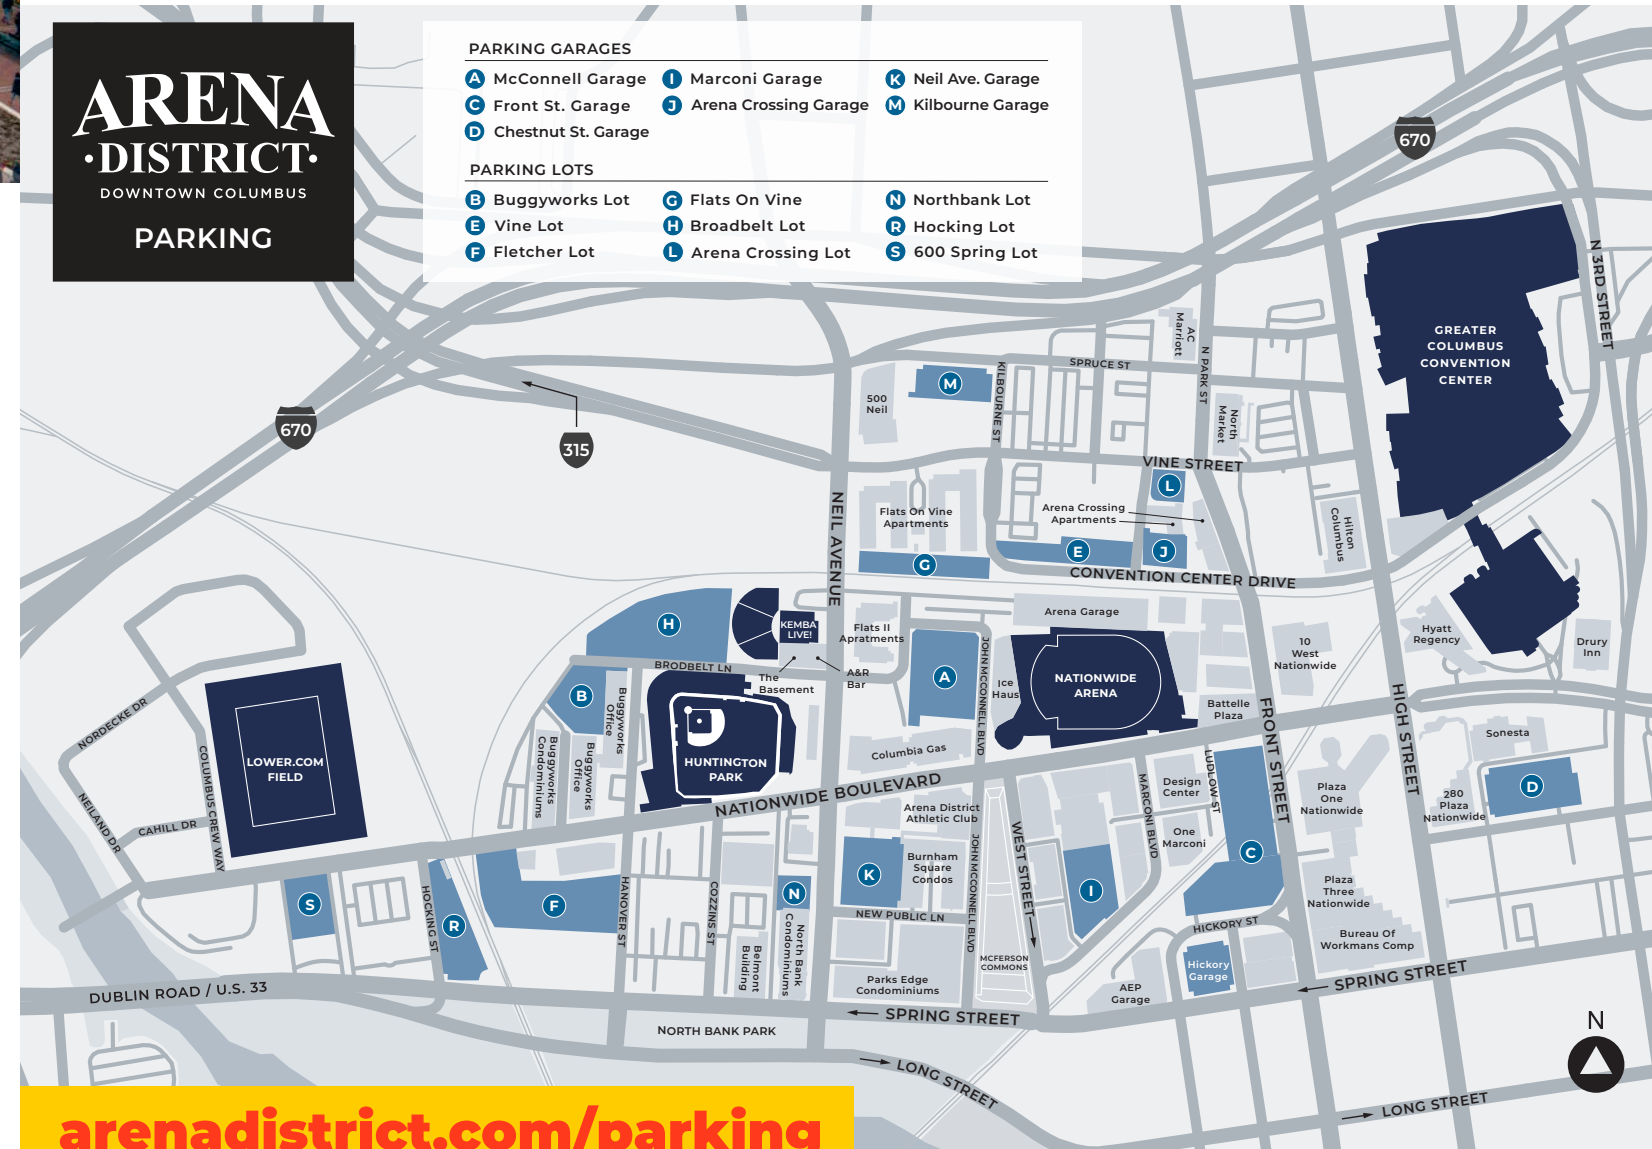 ARENA
·DISTRICT·
DOWNTOWN COLUMBUS
PARKING
PARKING GARAGES
A McConnell Garage
C Front St. Garage
D Chestnut St. Garage
I Marconi Garage
J Arena Crossing Garage
K Neil Ave. Garage
M Kilbourne Garage
PARKING LOTS
B Buggyworks Lot
E Vine Lot
F Fletcher Lot
G Flats On Vine
H Broadbelt Lot
L Arena Crossing Lot
N Northbank Lot
R Hocking Lot
S 600 Spring Lot
670
N 3RD STREET
GREATER
COLUMBUS
CONVENTION
CENTER
AC
Marriott
N PARK ST
SPRUCE ST
KILBOURNE ST
M
500
Neil
North
Market
670
315
VINE STREET
L
NEIL AVENUE
Flats On Vine
Apartments
Arena Crossing
Apartments
Hilton
Columbus
E
J
G
CONVENTION CENTER DRIVE
H
KEMBA
LIVE!
Flats II
Apratments
Arena Garage
10
West
Nationwide
Hyatt
Regency
Drury
Inn
BRODBELT LN
The
Basement
A&R
Bar
A
JOHN MCCONNELL BLVD
Ice
Haus
NATIONWIDE
ARENA
Battelle
Plaza
FRONT STREET
HIGH STREET
B
Buggyworks
Office
Buggyworks
Condominiums
Buggyworks
Office
HUNTINGTON
PARK
Columbia Gas
NORDECKE DR
COLUMBUS CREW WAY
LOWER.COM
FIELD
NEILAND DR
CAHILL DR
NATIONWIDE BOULEVARD
Sonesta
D
280
Plaza
Nationwide
Plaza
One
Nationwide
Design
Center
LUDLOW ST
MARCONI BLVD
One
Marconi
C
Arena District
Athletic Club
WEST STREET
JOHN MCCONNELL BLVD
K
Burnham
Square
Condos
I
Plaza
Three
Nationwide
NEW PUBLIC LN
HICKORY ST
Bureau Of
Workmans Comp
S
HOCKING ST
R
F
HANOVER ST
COZZINS ST
N
North Bank
Condominiums
Belmont
Building
Parks Edge
Condominiums
MCFERSON
COMMONS
Hickory
Garage
AEP
Garage
SPRING STREET
DUBLIN ROAD / U.S. 33
SPRING STREET
NORTH BANK PARK
LONG STREET
LONG STREET
N
arenadistrict.com/parking